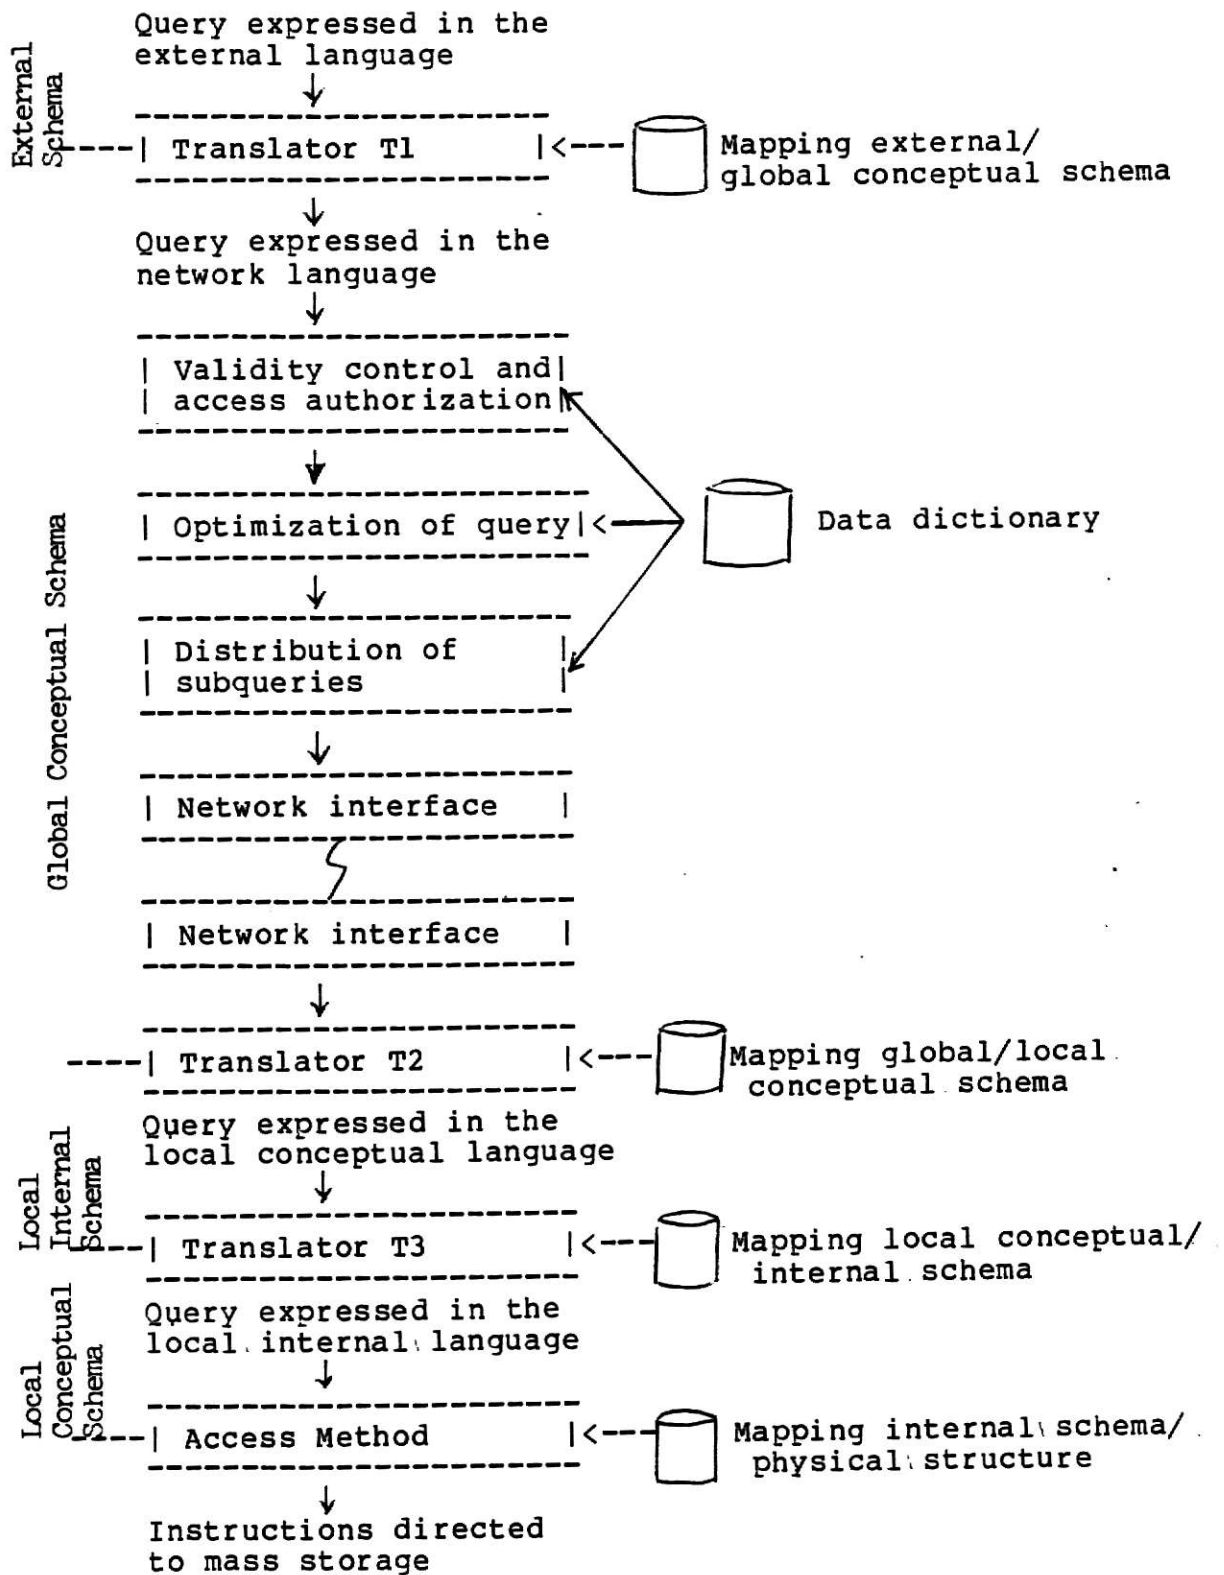 Query expressed in the
external language
External
Schema
Translator T1
Mapping external/
global conceptual schema
Query expressed in the
network language
Validity control and
access authorization
Optimization of query
Data dictionary
Distribution of
subqueries
Global Conceptual Schema
Network interface
Network interface
Translator T2
Mapping global/local
conceptual schema
Query expressed in the
local conceptual language
Local
Internal
Schema
Translator T3
Mapping local conceptual/
internal schema
Query expressed in the
local internal language
Local
Conceptual
Schema
Access Method
Mapping internal schema/
physical structure
Instructions directed
to mass storage